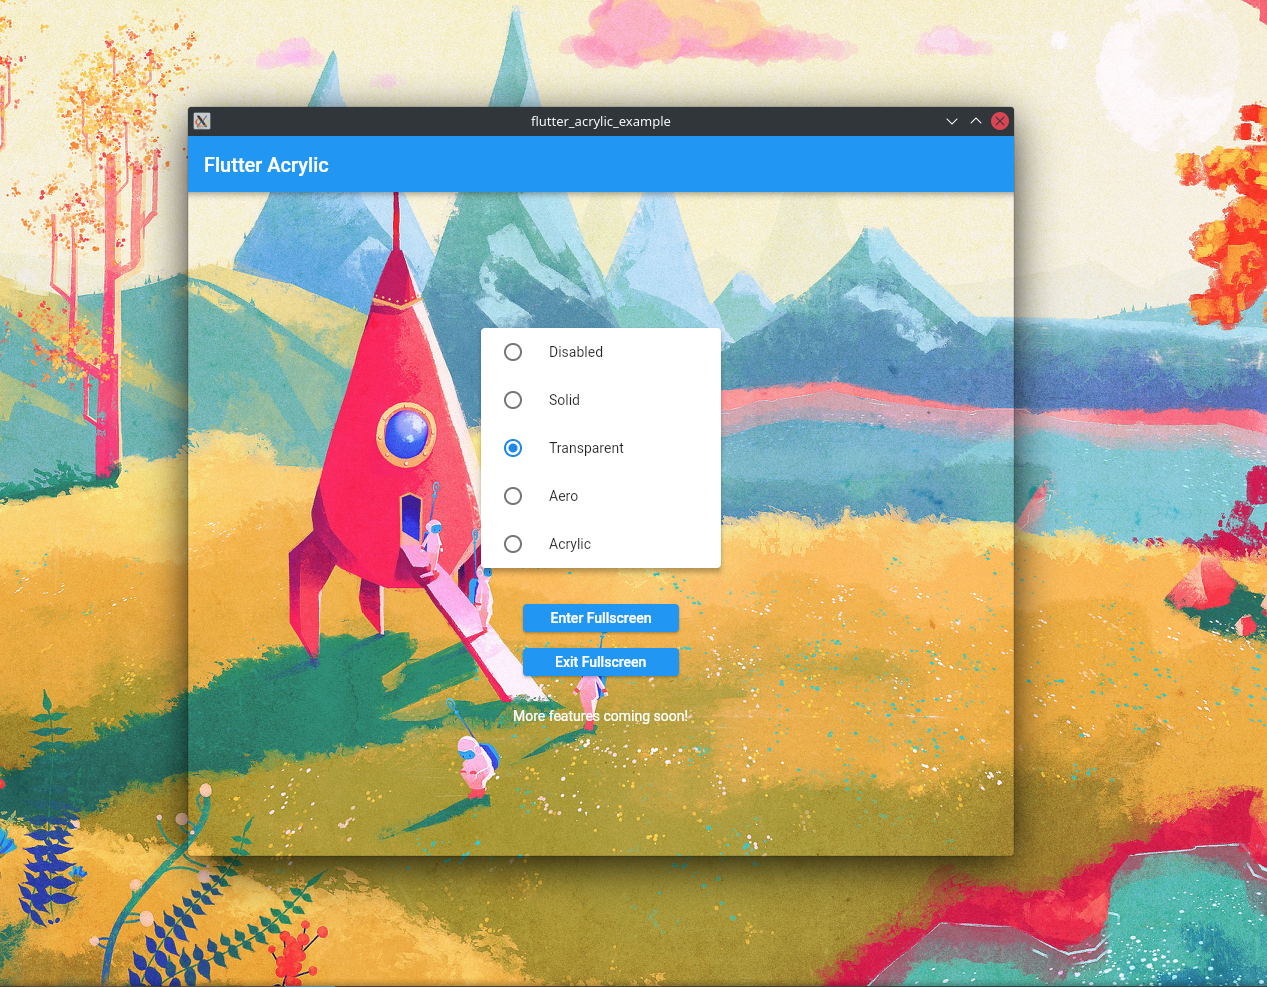 flutter_acrylic_example
Flutter Acrylic
Disabled
Solid
Transparent
Aero
Acrylic
Enter Fullscreen
Exit Fullscreen
More features coming soon!